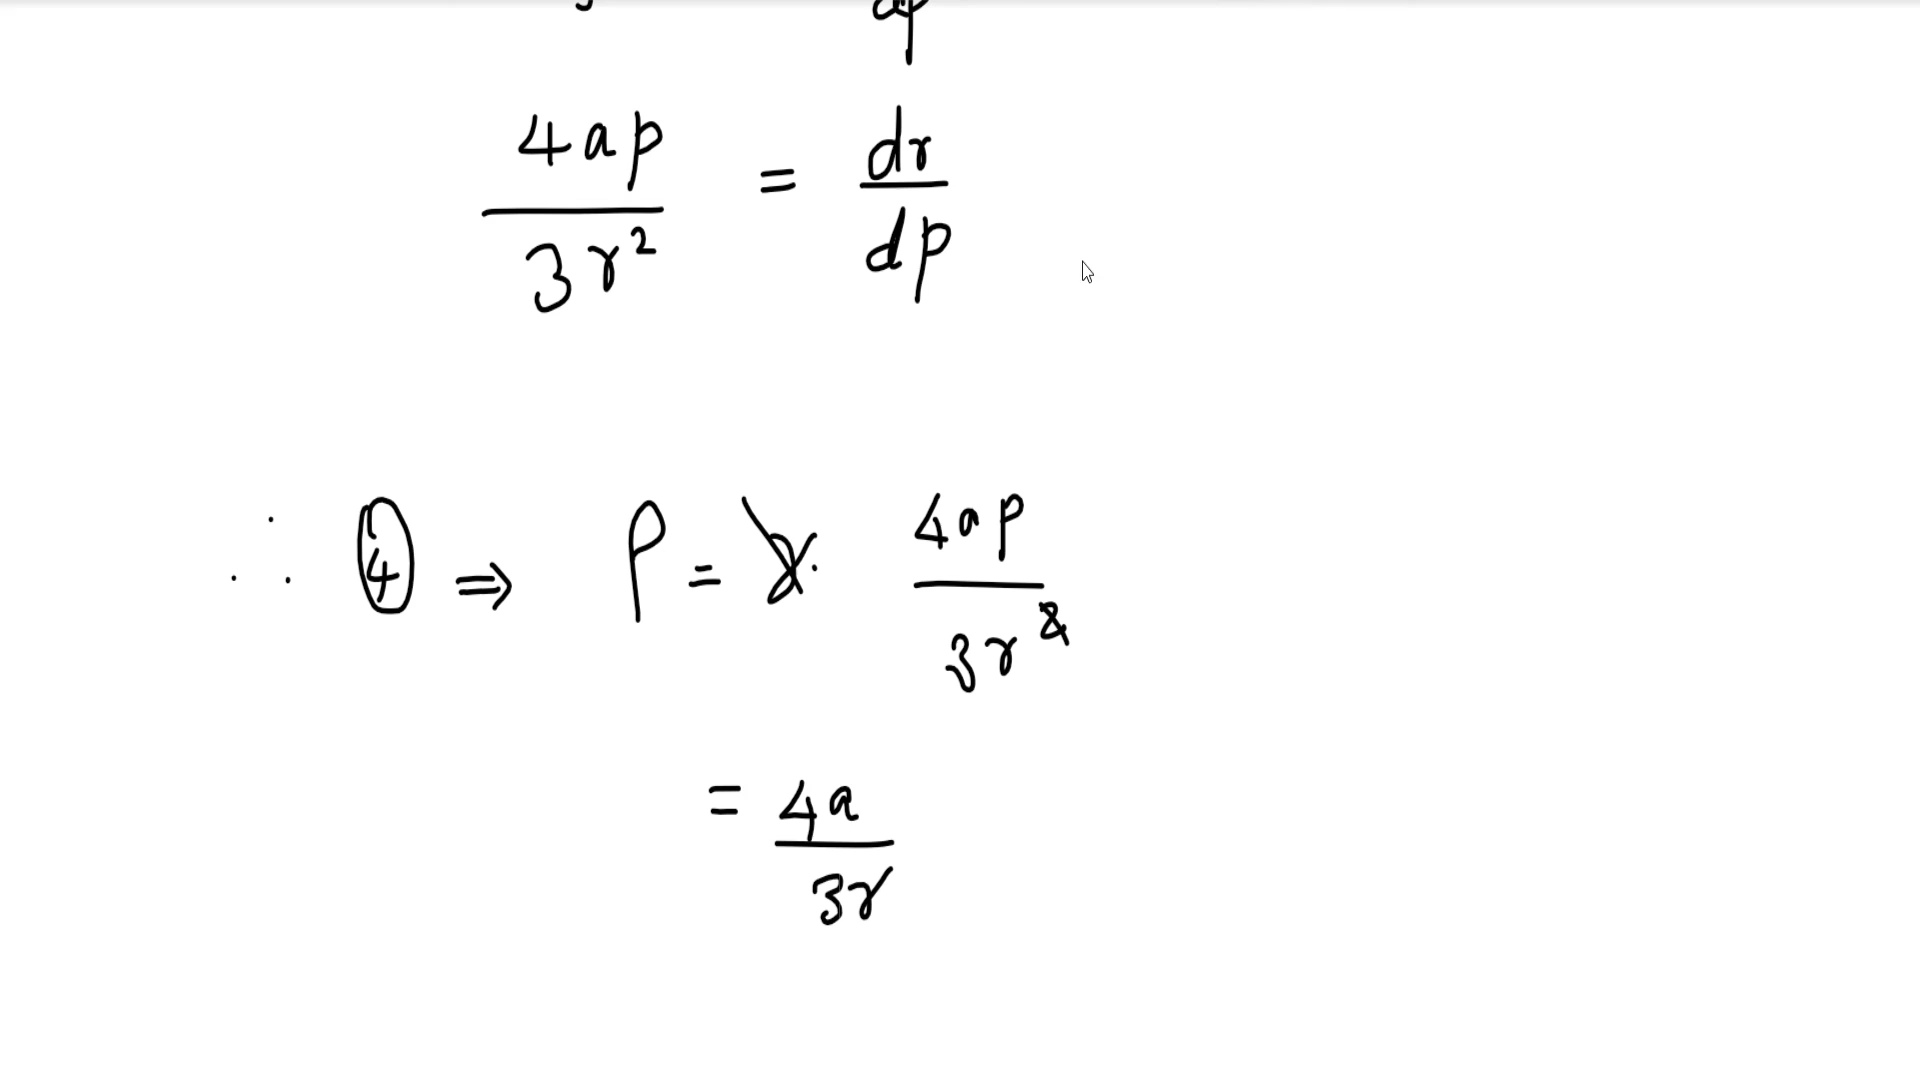 4ap / 3r² = dr / dp
∴ ④ ⇒ ρ = r · 4ap / 3r²
= 4a / 3r